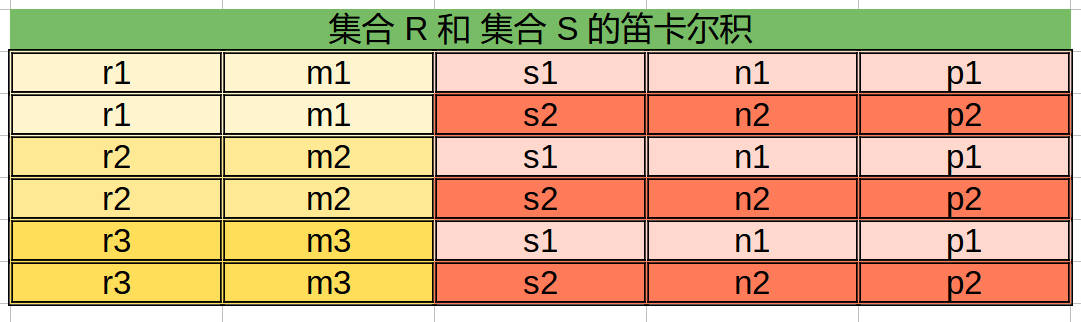 集合 R 和 集合 S 的笛卡尔积
r1 m1 s1 n1 p1
r1 m1 s2 n2 p2
r2 m2 s1 n1 p1
r2 m2 s2 n2 p2
r3 m3 s1 n1 p1
r3 m3 s2 n2 p2